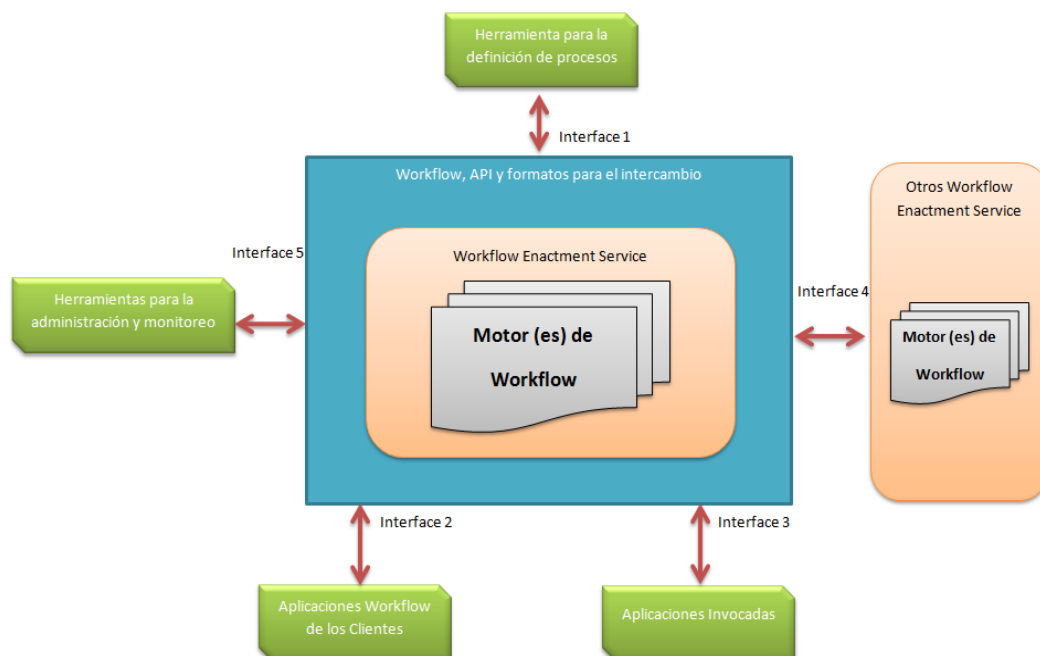 Herramienta para la
definición de procesos
Interface 1
Workflow, API y formatos para el intercambio
Otros Workflow
Enactment Service
Interface 5
Workflow Enactment Service
Interface 4
Herramientas para la
administración y monitoreo
Motor (es) de
Workflow
Motor (es) de
Workflow
Interface 2
Interface 3
Aplicaciones Workflow
de los Clientes
Aplicaciones Invocadas